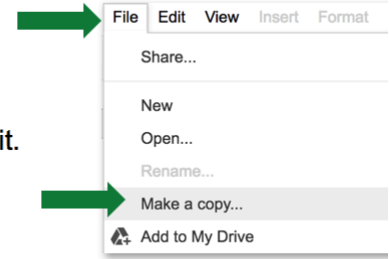 File Edit View Insert Format
Share...
New
Open...
it.
Rename...
Make a copy...
Add to My Drive